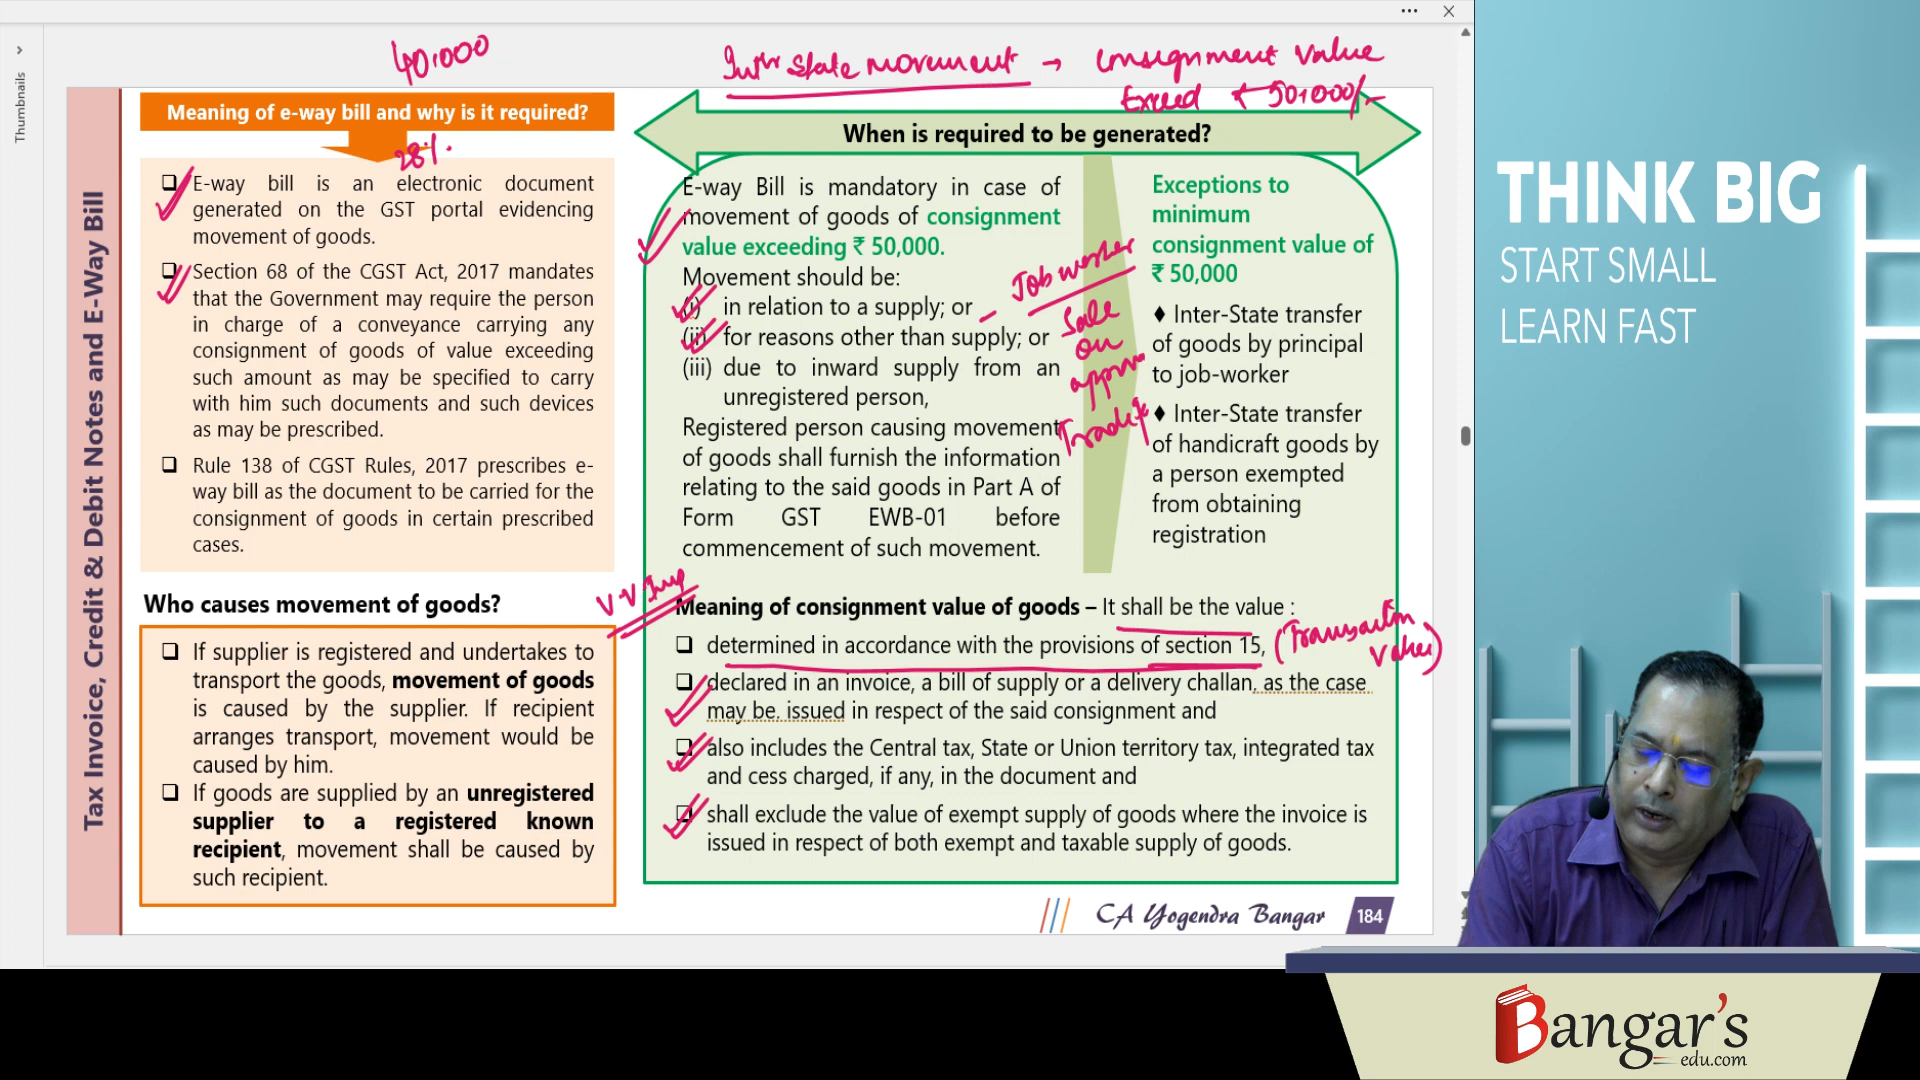 Thumbnails
40,000
Inter State movement → Consignment Value
Exceed ₹ 50,000/-
Tax Invoice, Credit & Debit Notes and E-Way Bill
Meaning of e-way bill and why is it required?
28%.
❑ E-way bill is an electronic document
generated on the GST portal evidencing
movement of goods.
❑ Section 68 of the CGST Act, 2017 mandates
that the Government may require the person
in charge of a conveyance carrying any
consignment of goods of value exceeding
such amount as may be specified to carry
with him such documents and such devices
as may be prescribed.
❑ Rule 138 of CGST Rules, 2017 prescribes e-
way bill as the document to be carried for the
consignment of goods in certain prescribed
cases.
Who causes movement of goods?
❑ If supplier is registered and undertakes to
transport the goods, movement of goods
is caused by the supplier. If recipient
arranges transport, movement would be
caused by him.
❑ If goods are supplied by an unregistered
supplier to a registered known
recipient, movement shall be caused by
such recipient.
When is required to be generated?
E-way Bill is mandatory in case of
movement of goods of consignment
value exceeding ₹ 50,000.
Movement should be:
(i) in relation to a supply; or
(ii) for reasons other than supply; or
(iii) due to inward supply from an
unregistered person,
Registered person causing movement
of goods shall furnish the information
relating to the said goods in Part A of
Form GST EWB-01 before
commencement of such movement.
Job worker
Sale
on
Exceptions to
minimum
consignment value of
₹ 50,000
♦ Inter-State transfer
of goods by principal
to job-worker
♦ Inter-State transfer
of handicraft goods by
a person exempted
from obtaining
registration
V.V.Imp
Meaning of consignment value of goods – It shall be the value :
❑ determined in accordance with the provisions of section 15,
(Transaction
Value)
❑ declared in an invoice, a bill of supply or a delivery challan, as the case
may be. issued in respect of the said consignment and
❑ also includes the Central tax, State or Union territory tax, integrated tax
and cess charged, if any, in the document and
❑ shall exclude the value of exempt supply of goods where the invoice is
issued in respect of both exempt and taxable supply of goods.
CA Yogendra Bangar 184
THINK BIG
START SMALL
LEARN FAST
Bangar's
edu.com